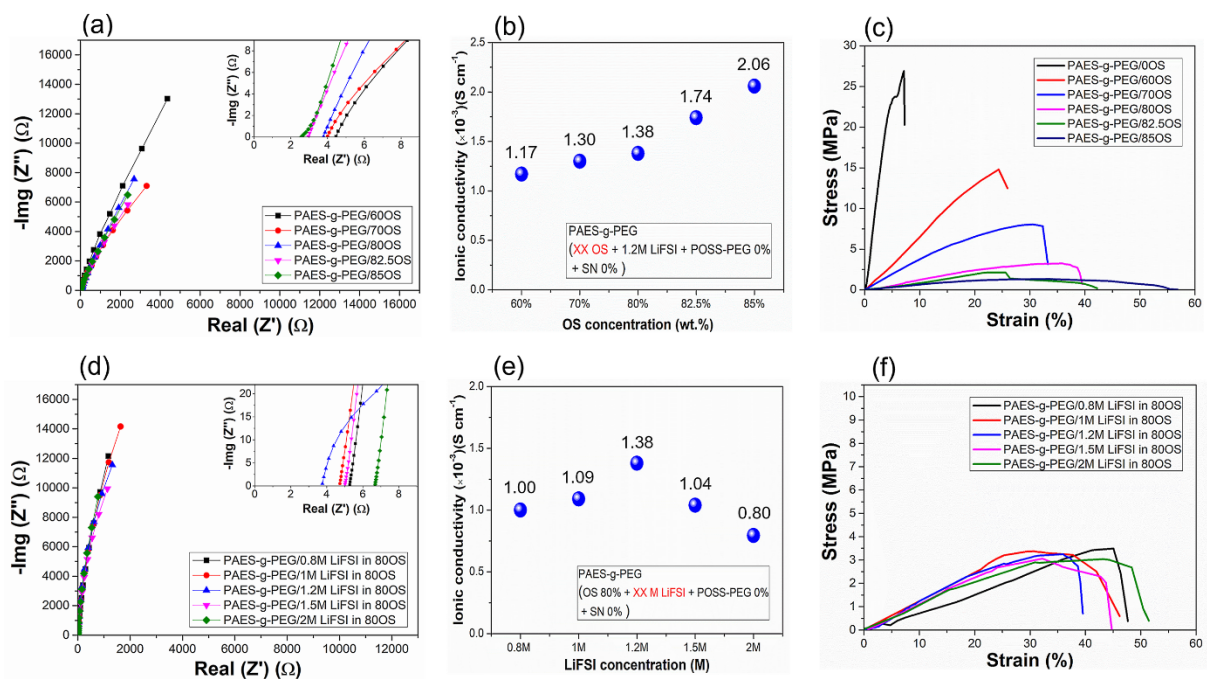 (a)
-Img (Z'') (Ω)
16000
14000
12000
10000
8000
6000
4000
2000
0
0 2000 4000 6000 8000 10000 12000 14000 16000
Real (Z') (Ω)
PAES-g-PEG/60OS
PAES-g-PEG/70OS
PAES-g-PEG/80OS
PAES-g-PEG/82.5OS
PAES-g-PEG/85OS
-Img (Z'') (Ω)
8
6
4
2
0
0 2 4 6 8
Real (Z') (Ω)
(b)
Ionic conductivity (×10⁻³)(S cm⁻¹)
2.5
2.0
1.5
1.0
0.5
0.0
1.17
1.30
1.38
1.74
2.06
PAES-g-PEG
(XX OS + 1.2M LiFSI + POSS-PEG 0%
+ SN 0% )
60% 70% 80% 82.5% 85%
OS concentration (wt.%)
(c)
Stress (MPa)
30
25
20
15
10
5
0
0 10 20 30 40 50 60
Strain (%)
PAES-g-PEG/0OS
PAES-g-PEG/60OS
PAES-g-PEG/70OS
PAES-g-PEG/80OS
PAES-g-PEG/82.5OS
PAES-g-PEG/85OS
(d)
-Img (Z'') (Ω)
16000
14000
12000
10000
8000
6000
4000
2000
0
0 2000 4000 6000 8000 10000 12000
Real (Z') (Ω)
PAES-g-PEG/0.8M LiFSI in 80OS
PAES-g-PEG/1M LiFSI in 80OS
PAES-g-PEG/1.2M LiFSI in 80OS
PAES-g-PEG/1.5M LiFSI in 80OS
PAES-g-PEG/2M LiFSI in 80OS
-Img (Z'') (Ω)
20
15
10
5
0
0 2 4 6 8
Real (Z') (Ω)
(e)
Ionic conductivity (×10⁻³)(S cm⁻¹)
2.0
1.5
1.0
0.5
0.0
1.00
1.09
1.38
1.04
0.80
PAES-g-PEG
(OS 80% + XX M LiFSI + POSS-PEG 0%
+ SN 0% )
0.8M 1M 1.2M 1.5M 2M
LiFSI concentration (M)
(f)
Stress (MPa)
10
9
8
7
6
5
4
3
2
1
0
0 10 20 30 40 50 60
Strain (%)
PAES-g-PEG/0.8M LiFSI in 80OS
PAES-g-PEG/1M LiFSI in 80OS
PAES-g-PEG/1.2M LiFSI in 80OS
PAES-g-PEG/1.5M LiFSI in 80OS
PAES-g-PEG/2M LiFSI in 80OS